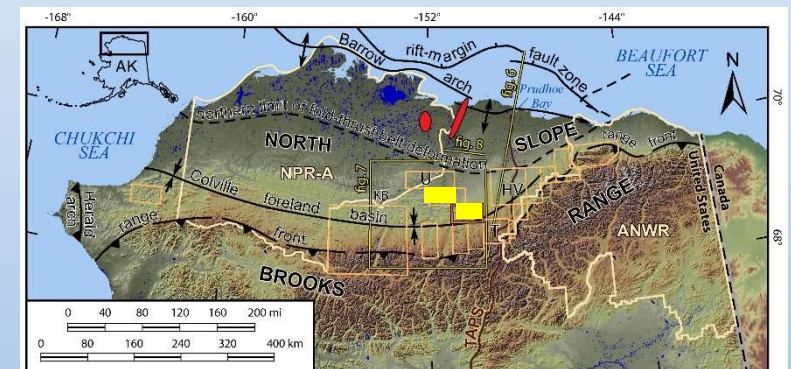 -168°
-160°
-152°
-144°
AK
Barrow
arch
rift-margin
fault zone
BEAUFORT
SEA
N
70°
Prudhoe
Bay
fig. 6
CHUKCHI
SEA
northern limit of fold-thrust belt deformation
NORTH
SLOPE
fig. 8
range front
NPR-A
fig. 7
U
KR
HV
Colville
foreland
basin
T
RANGE
Canada
United States
Herald
arch
range
front
ANWR
68°
BROOKS
TAPS
0 40 80 120 160 200 mi
0 80 160 240 320 400 km